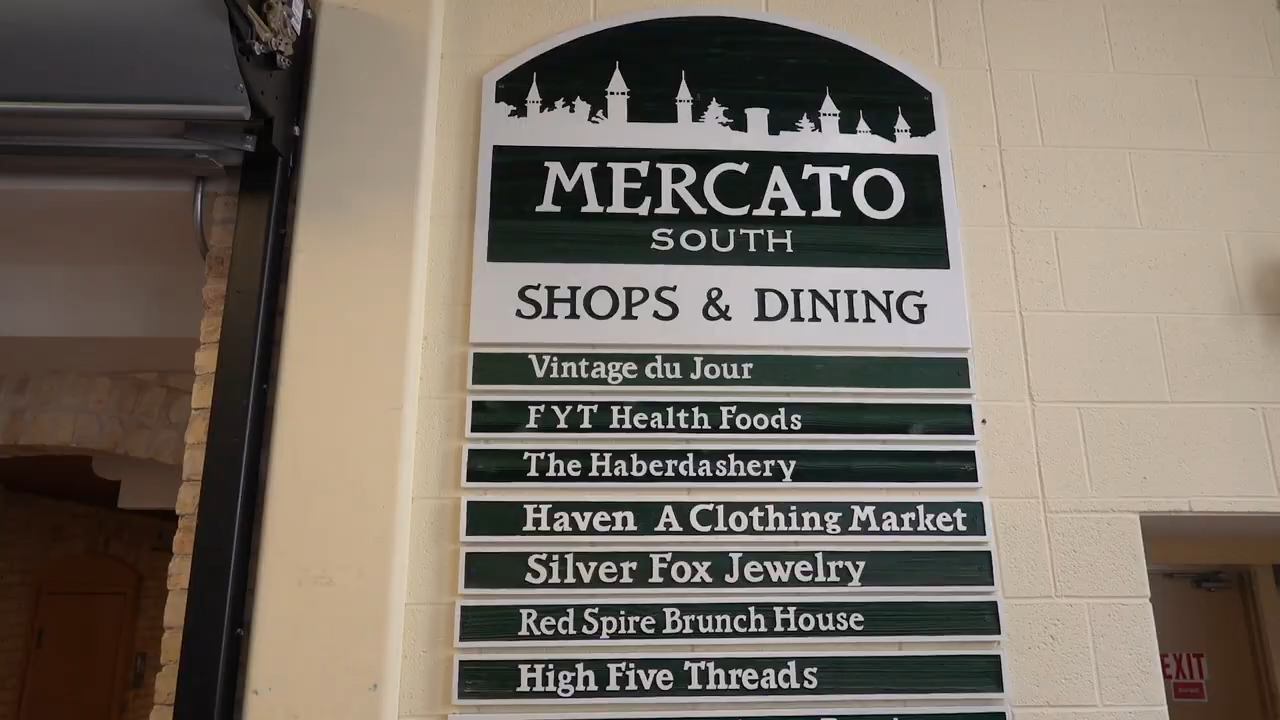 MERCATO
SOUTH
SHOPS & DINING
Vintage du Jour
FYT Health Foods
The Haberdashery
Haven A Clothing Market
Silver Fox Jewelry
Red Spire Brunch House
High Five Threads
EXIT